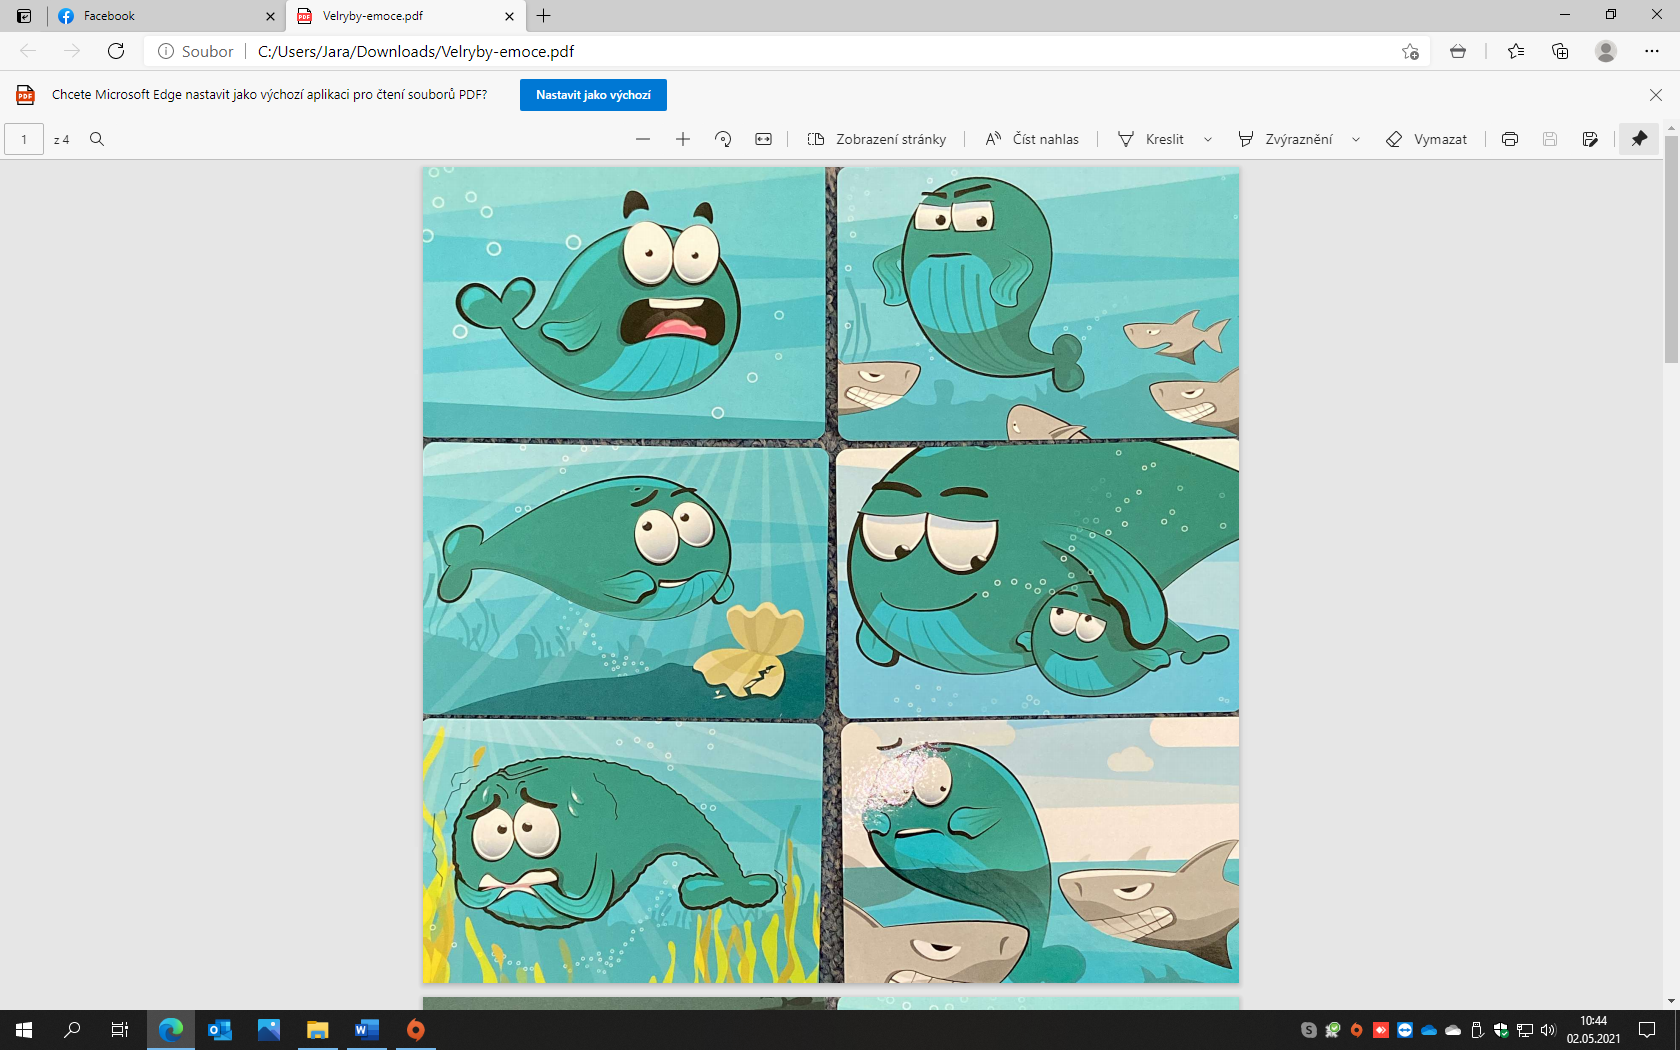 Facebook
Velryby-emoce.pdf
Soubor
C:/Users/Jara/Downloads/Velryby-emoce.pdf
PDF
Chcete Microsoft Edge nastavit jako výchozí aplikaci pro čtení souborů PDF?
Nastavit jako výchozí
1
z 4
Zobrazení stránky
Číst nahlas
Kreslit
Zvýraznění
Vymazat
10:44
02.05.2021